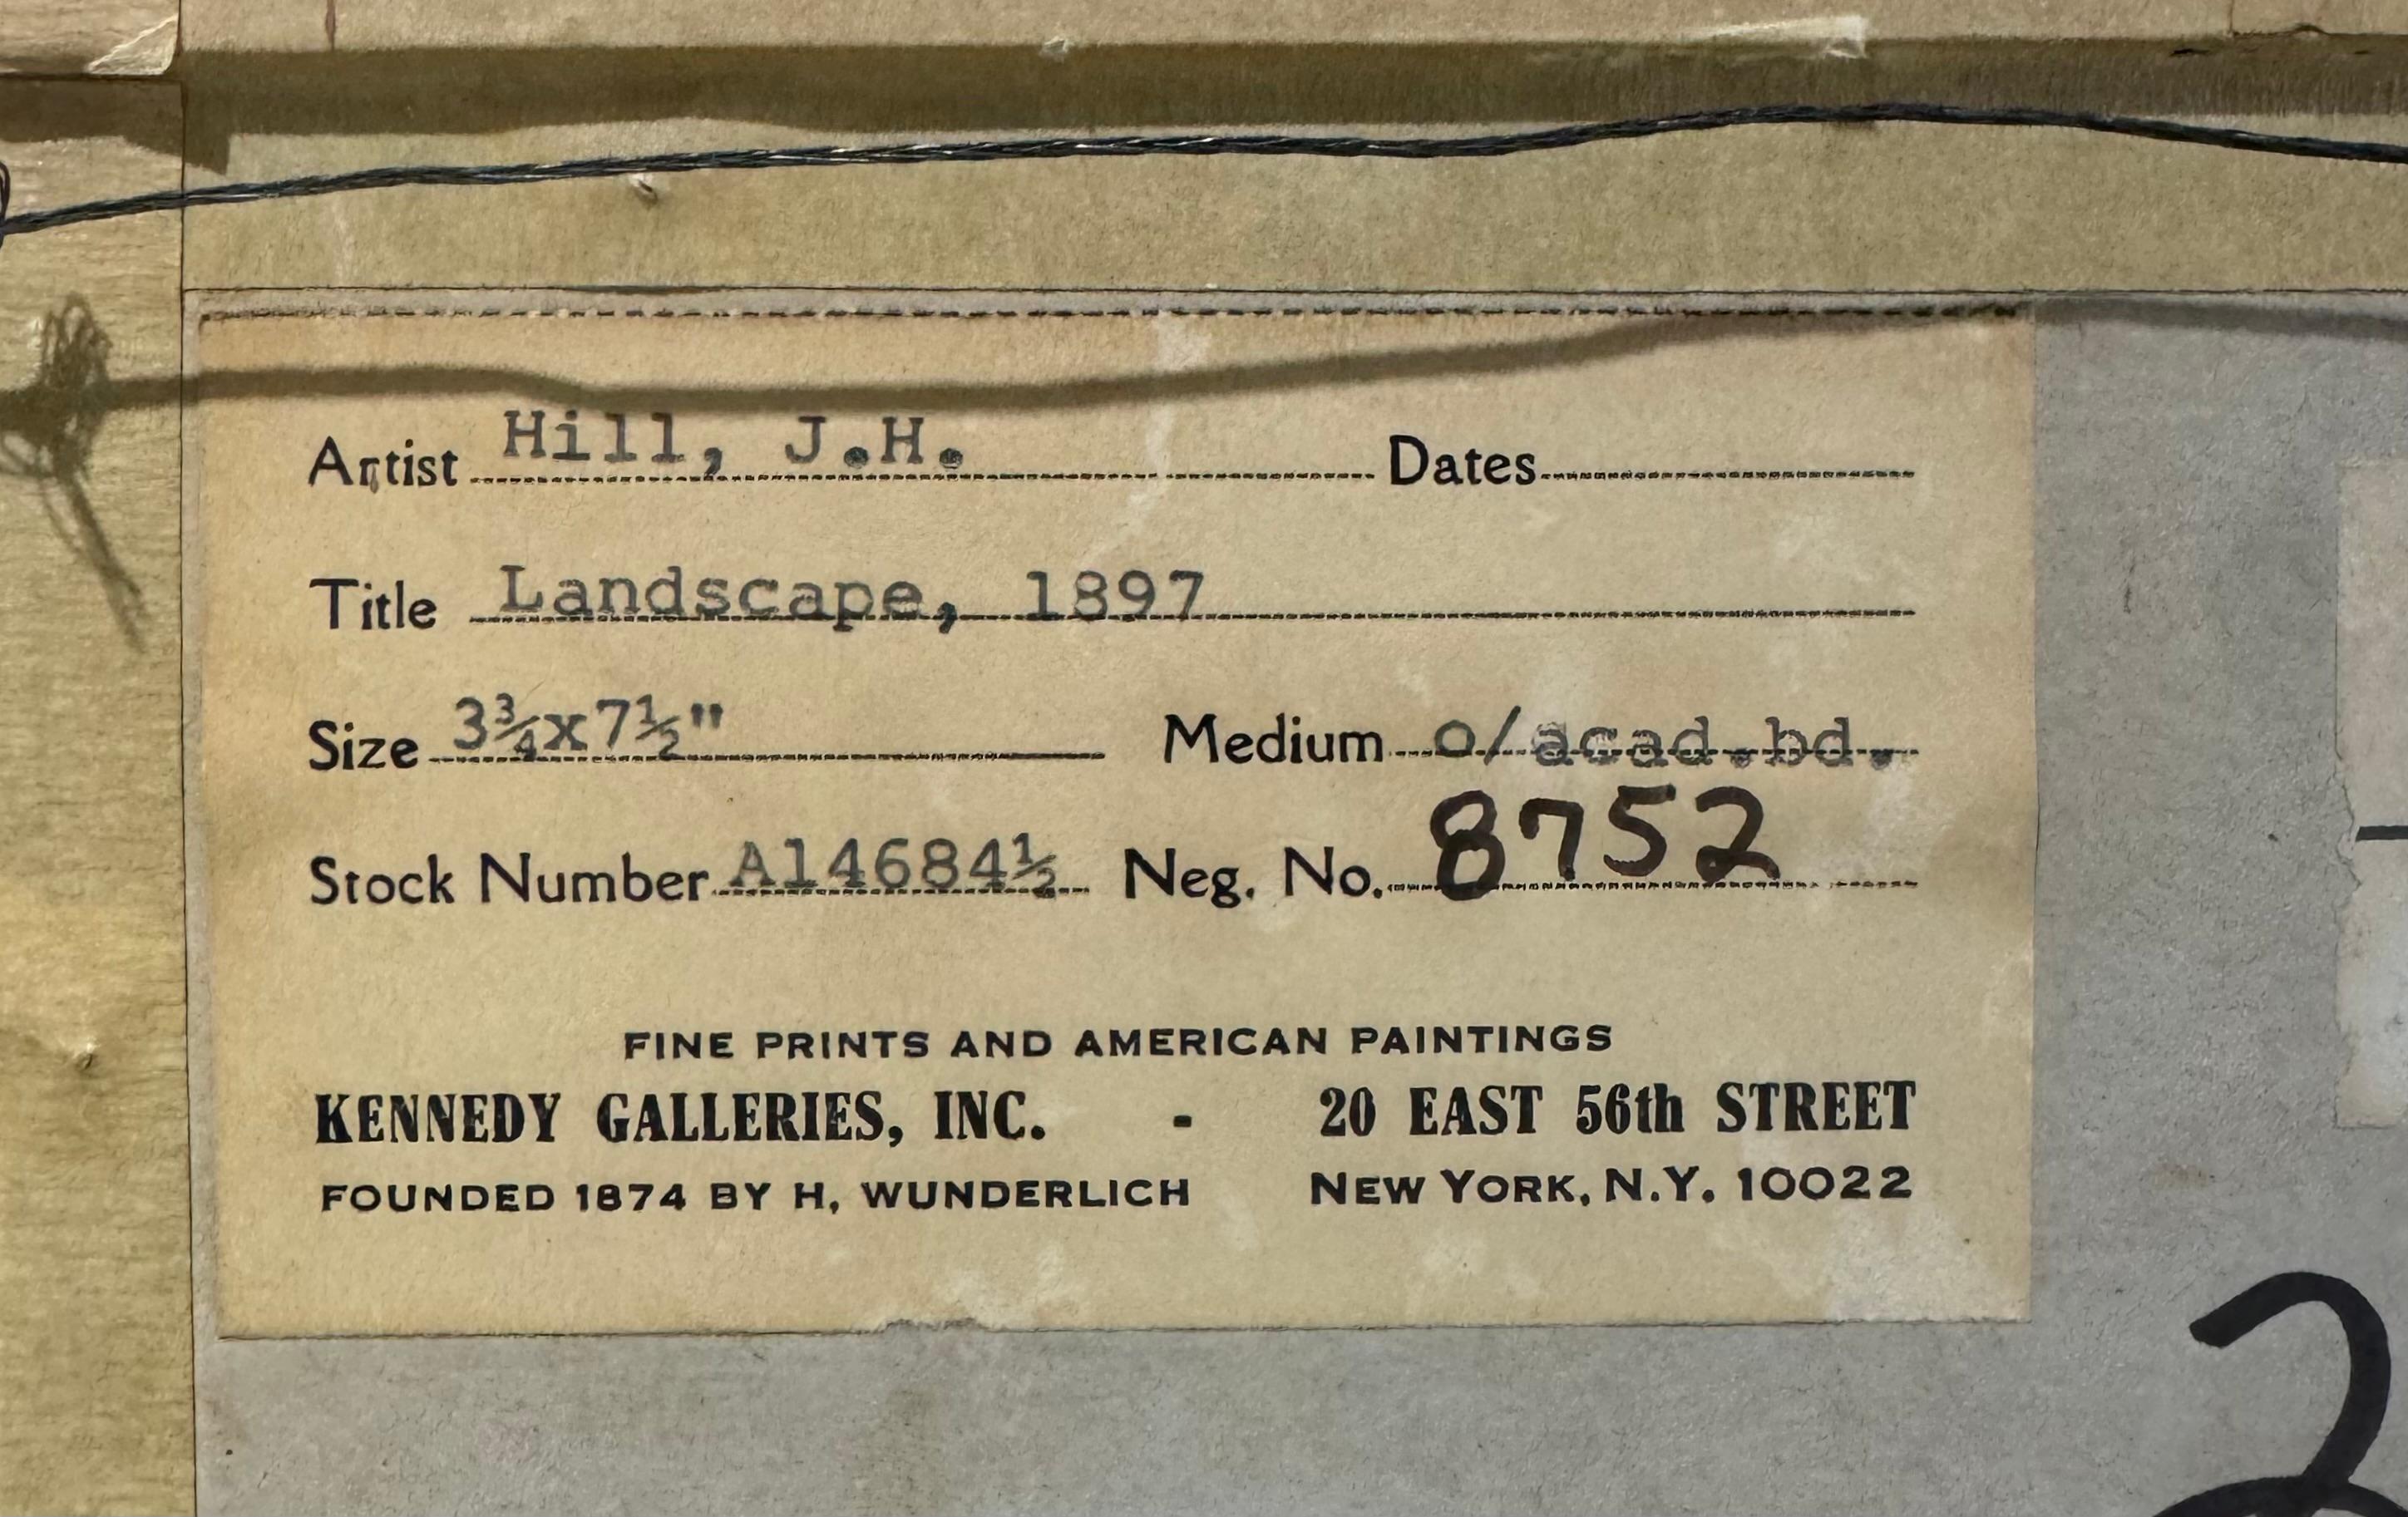 Artist Hill, J.H. Dates
Title Landscape, 1897
Size 3¾x7½" Medium o/acad.bd.
Stock Number A14684½ Neg. No. 8752
FINE PRINTS AND AMERICAN PAINTINGS
KENNEDY GALLERIES, INC. - 20 EAST 56th STREET
FOUNDED 1874 BY H. WUNDERLICH NEW YORK, N.Y. 10022
2